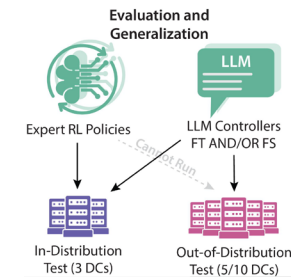 Evaluation and
Generalization
LLM
Expert RL Policies
LLM Controllers
FT AND/OR FS
Cannot Run
In-Distribution
Test (3 DCs)
Out-of-Distribution
Test (5/10 DCs)